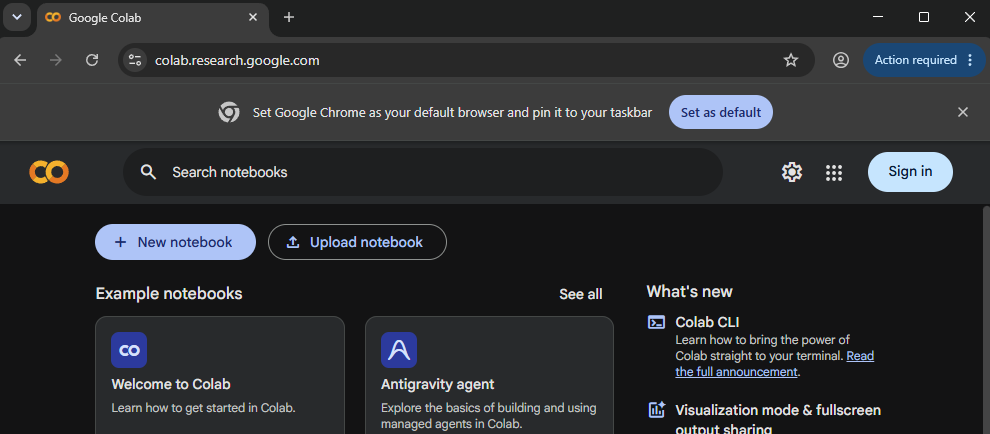 Google Colab
colab.research.google.com
Action required
Set Google Chrome as your default browser and pin it to your taskbar
Set as default
Search notebooks
Sign in
New notebook
Upload notebook
Example notebooks
See all
What's new
Welcome to Colab
Learn how to get started in Colab.
Antigravity agent
Explore the basics of building and using
managed agents in Colab.
Colab CLI
Learn how to bring the power of
Colab straight to your terminal. Read
the full announcement.
Visualization mode & fullscreen
output sharing